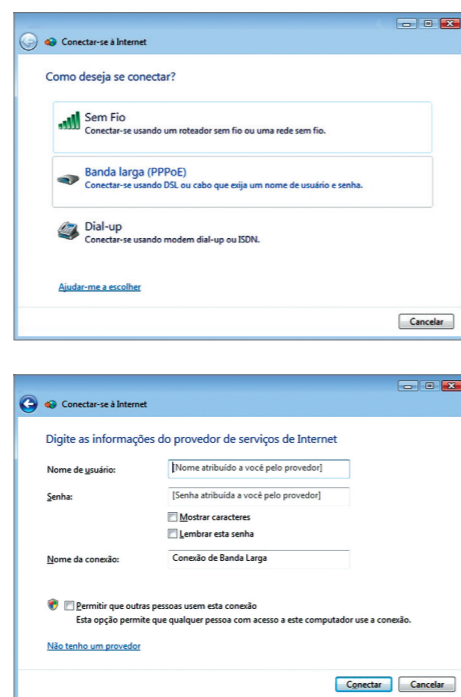 Conectar-se à Internet
Como deseja se conectar?
Sem Fio
Conectar-se usando um roteador sem fio ou uma rede sem fio.
Banda larga (PPPoE)
Conectar-se usando DSL ou cabo que exija um nome de usuário e senha.
Dial-up
Conectar-se usando modem dial-up ou ISDN.
Ajudar-me a escolher
Cancelar
Conectar-se à Internet
Digite as informações do provedor de serviços de Internet
Nome de usuário: [Nome atribuído a você pelo provedor]
Senha: [Senha atribuída a você pelo provedor]
Mostrar caracteres
Lembrar esta senha
Nome da conexão: Conexão de Banda Larga
Permitir que outras pessoas usem esta conexão
Esta opção permite que qualquer pessoa com acesso a este computador use a conexão.
Não tenho um provedor
Conectar Cancelar